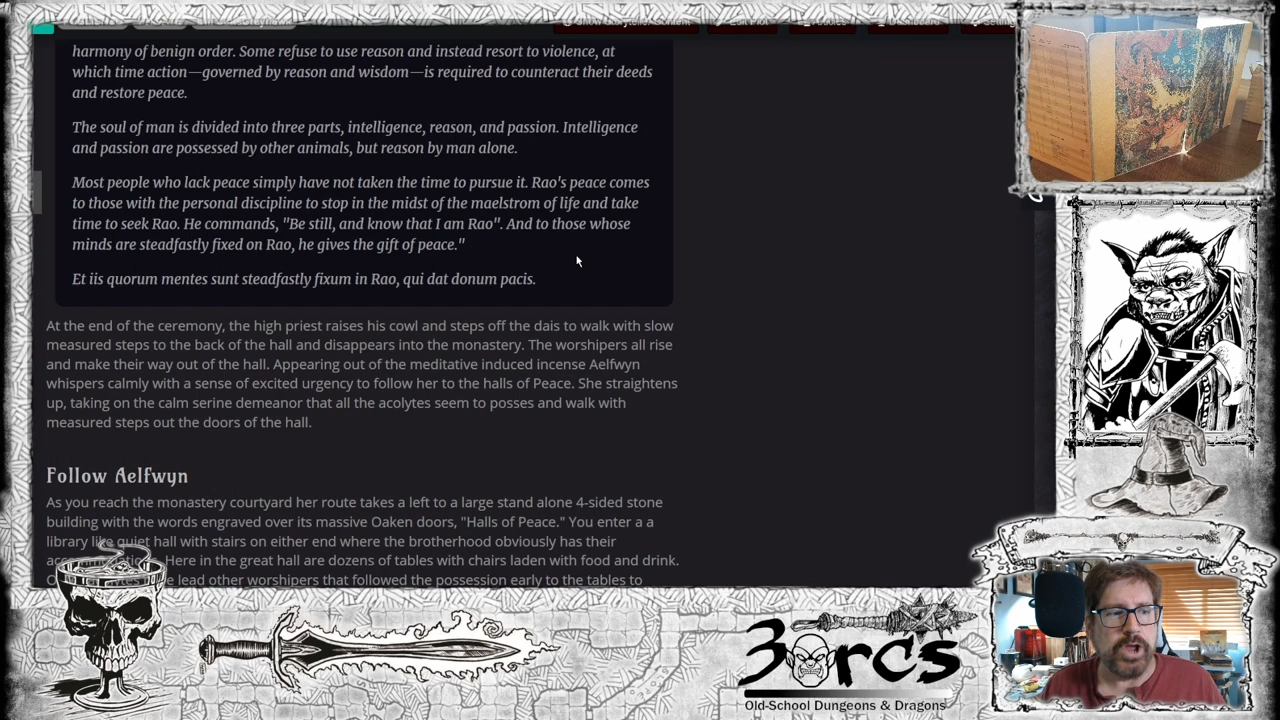 harmony of benign order. Some refuse to use reason and instead resort to violence, at
which time action—governed by reason and wisdom—is required to counteract their deeds
and restore peace.
The soul of man is divided into three parts, intelligence, reason, and passion. Intelligence
and passion are possessed by other animals, but reason by man alone.
Most people who lack peace simply have not taken the time to pursue it. Rao's peace comes
to those with the personal discipline to stop in the midst of the maelstrom of life and take
time to seek Rao. He commands, "Be still, and know that I am Rao". And to those whose
minds are steadfastly fixed on Rao, he gives the gift of peace."
Et iis quorum mentes sunt steadfastly fixum in Rao, qui dat donum pacis.
At the end of the ceremony, the high priest raises his cowl and steps off the dais to walk with slow
measured steps to the back of the hall and disappears into the monastery. The worshipers all rise
and make their way out of the hall. Appearing out of the meditative induced incense Aelfwyn
whispers calmly with a sense of excited urgency to follow her to the halls of Peace. She straightens
up, taking on the calm serine demeanor that all the acolytes seem to posses and walk with
measured steps out the doors of the hall.
Follow Aelfwyn
As you reach the monastery courtyard her route takes a left to a large stand alone 4-sided stone
building with the words engraved over its massive Oaken doors, "Halls of Peace." You enter a a
library like quiet hall with stairs on either end where the brotherhood obviously has their
Here in the great hall are dozens of tables with chairs laden with food and drink.
lead other worshipers that followed the possession early to the tables to
3 orcs
Old-School Dungeons & Dragons